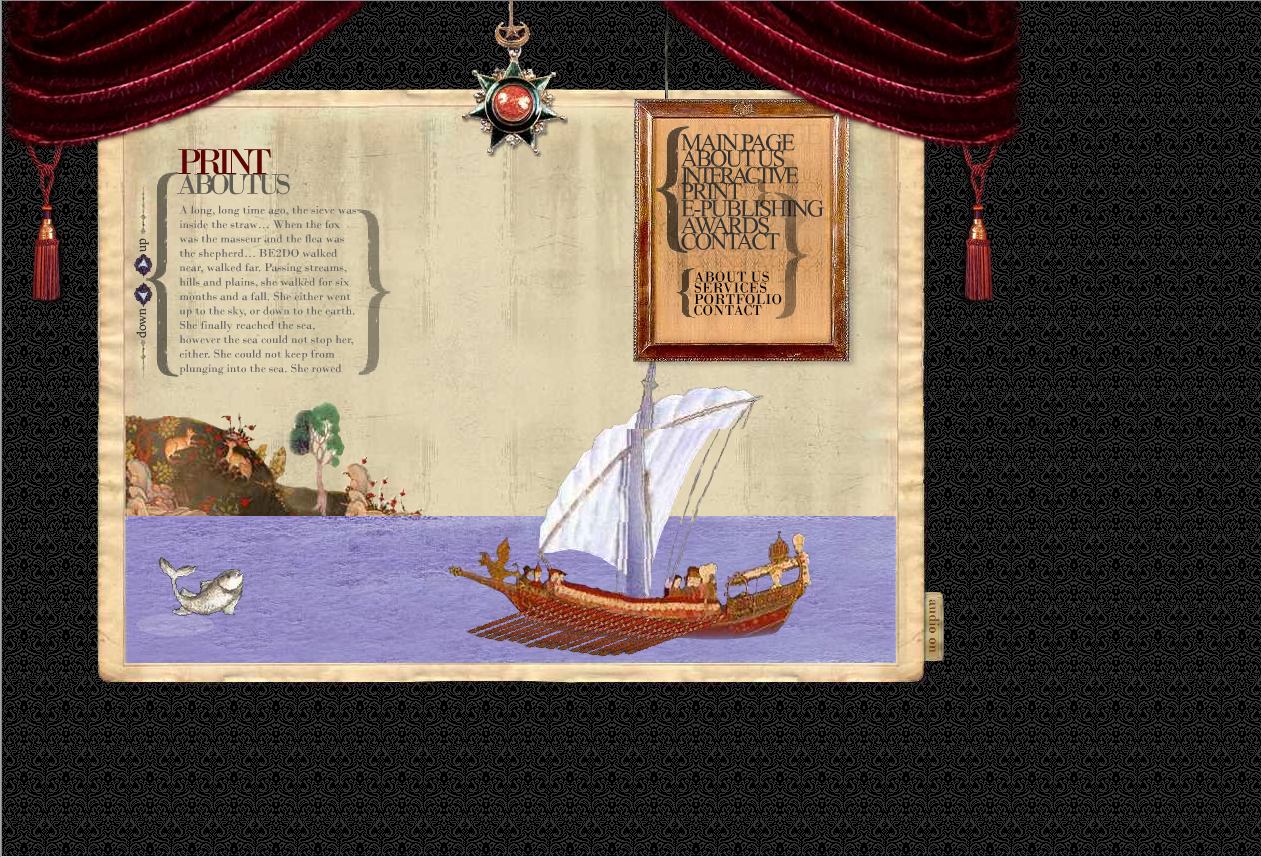 PRINT
ABOUT US
A long, long time ago, the sieve was
inside the straw… When the fox
was the masseur and the flea was
the shepherd… BE2DO walked
near, walked far. Passing streams,
hills and plains, she walked for six
months and a fall. She either went
up to the sky, or down to the earth.
She finally reached the sea,
however the sea could not stop her,
either. She could not keep from
plunging into the sea. She rowed
up
down
MAIN PAGE
ABOUT US
INTERACTIVE
PRINT
E-PUBLISHING
AWARDS
CONTACT
ABOUT US
SERVICES
PORTFOLIO
CONTACT
audio on